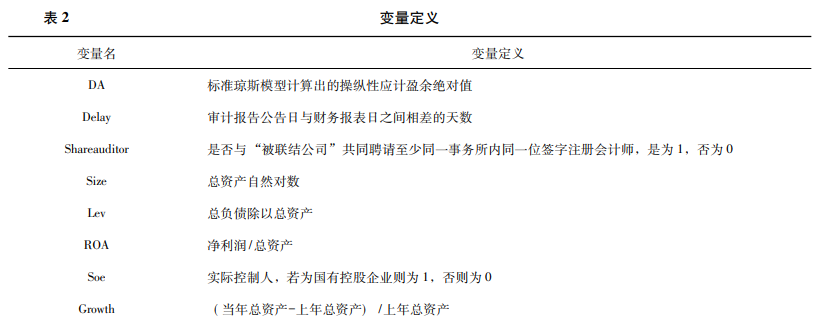 表 2 变量定义
变量名 变量定义
DA 标准琼斯模型计算出的操纵性应计盈余绝对值
Delay 审计报告公告日与财务报表日之间相差的天数
Shareauditor 是否与“被联结公司”共同聘请至少同一事务所内同一位签字注册会计师，是为 1，否为 0
Size 总资产自然对数
Lev 总负债除以总资产
ROA 净利润/总资产
Soe 实际控制人，若为国有控股企业则为 1，否则为 0
Growth （当年总资产-上年总资产）/上年总资产